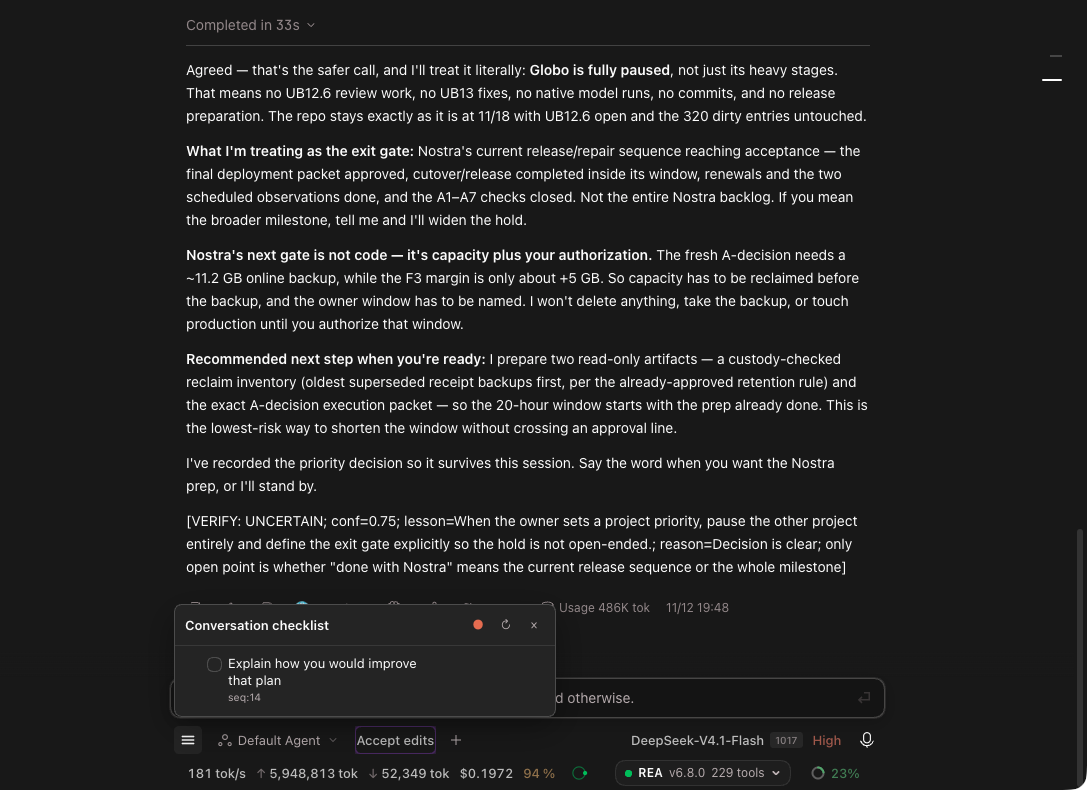 Completed in 33s
Agreed — that's the safer call, and I'll treat it literally: Globo is fully paused, not just its heavy stages.
That means no UB12.6 review work, no UB13 fixes, no native model runs, no commits, and no release
preparation. The repo stays exactly as it is at 11/18 with UB12.6 open and the 320 dirty entries untouched.
What I'm treating as the exit gate: Nostra's current release/repair sequence reaching acceptance — the
final deployment packet approved, cutover/release completed inside its window, renewals and the two
scheduled observations done, and the A1–A7 checks closed. Not the entire Nostra backlog. If you mean
the broader milestone, tell me and I'll widen the hold.
Nostra's next gate is not code — it's capacity plus your authorization. The fresh A-decision needs a
~11.2 GB online backup, while the F3 margin is only about +5 GB. So capacity has to be reclaimed before
the backup, and the owner window has to be named. I won't delete anything, take the backup, or touch
production until you authorize that window.
Recommended next step when you're ready: I prepare two read-only artifacts — a custody-checked
reclaim inventory (oldest superseded receipt backups first, per the already-approved retention rule) and
the exact A-decision execution packet — so the 20-hour window starts with the prep already done. This is
the lowest-risk way to shorten the window without crossing an approval line.
I've recorded the priority decision so it survives this session. Say the word when you want the Nostra
prep, or I'll stand by.
[VERIFY: UNCERTAIN; conf=0.75; lesson=When the owner sets a project priority, pause the other project
entirely and define the exit gate explicitly so the hold is not open-ended.; reason=Decision is clear; only
open point is whether "done with Nostra" means the current release sequence or the whole milestone]
Usage 486K tok 11/12 19:48
Conversation checklist
Explain how you would improve
that plan
seq:14
d otherwise.
Default Agent Accept edits + DeepSeek-V4.1-Flash 1017 High
181 tok/s ↑ 5,948,813 tok ↓ 52,349 tok $0.1972 94 % REA v6.8.0 229 tools 23%